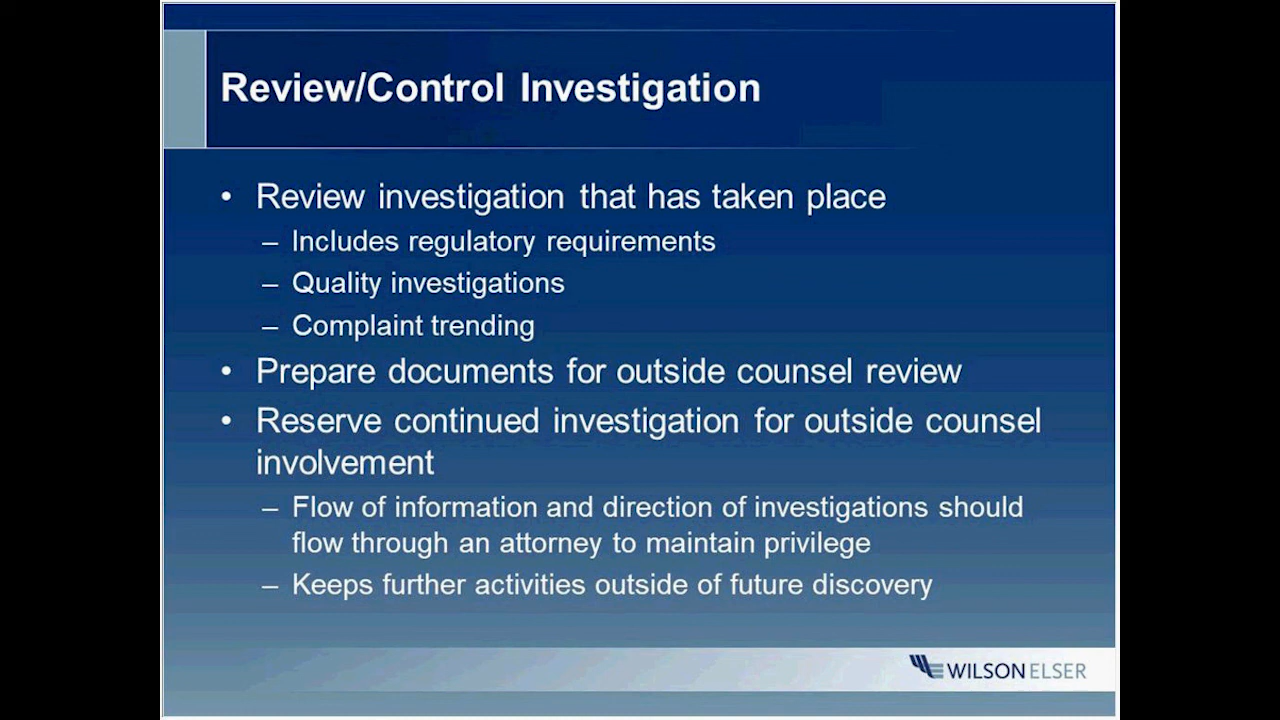 Review/Control Investigation
• Review investigation that has taken place
– Includes regulatory requirements
– Quality investigations
– Complaint trending
• Prepare documents for outside counsel review
• Reserve continued investigation for outside counsel
involvement
– Flow of information and direction of investigations should
flow through an attorney to maintain privilege
– Keeps further activities outside of future discovery
WILSON ELSER